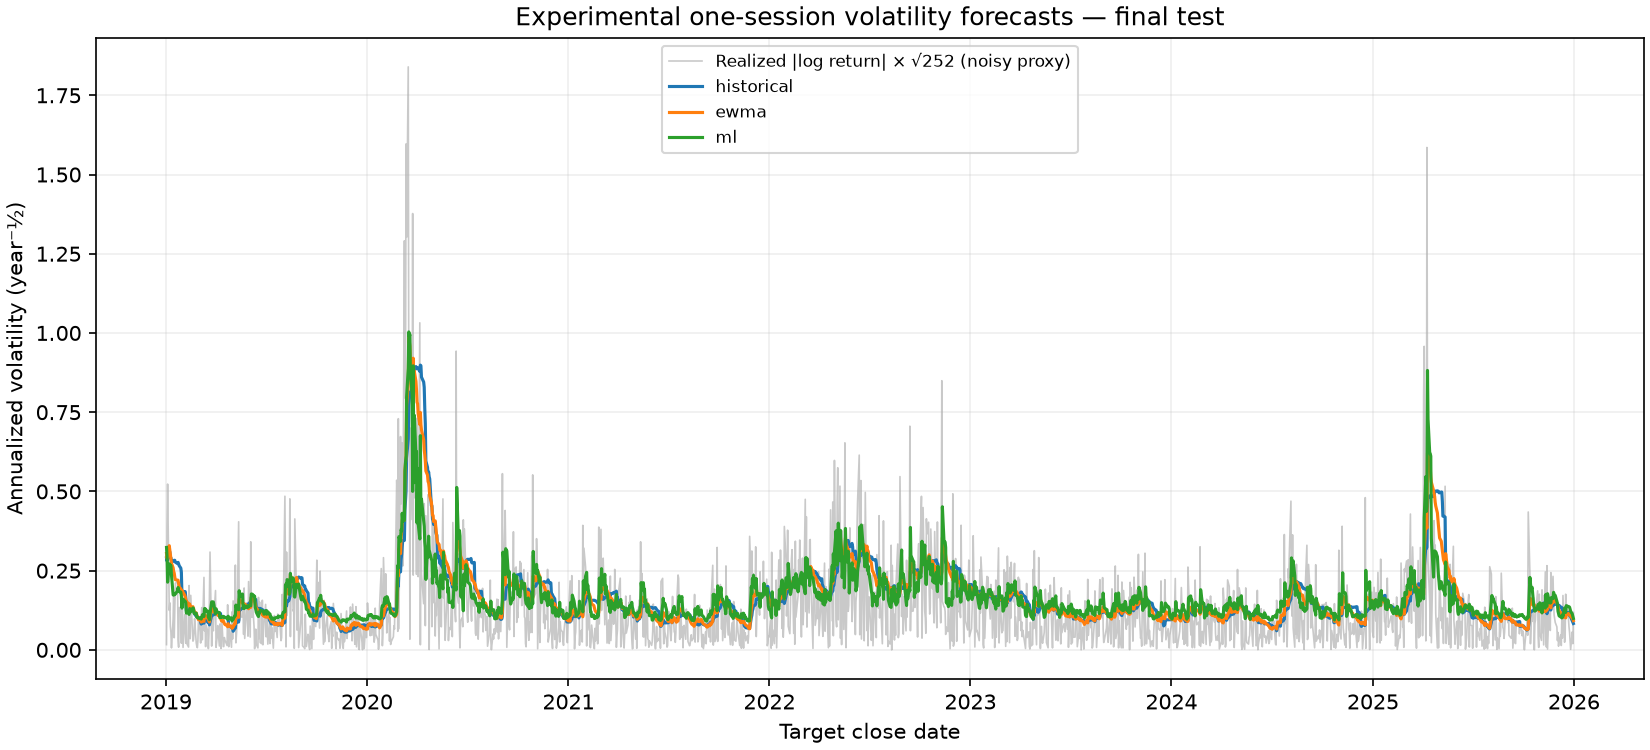 Experimental one-session volatility forecasts — final test
Realized |log return| × √252 (noisy proxy)
historical
ewma
ml
Annualized volatility (year⁻½)
1.75
1.50
1.25
1.00
0.75
0.50
0.25
0.00
2019
2020
2021
2022
2023
2024
2025
2026
Target close date